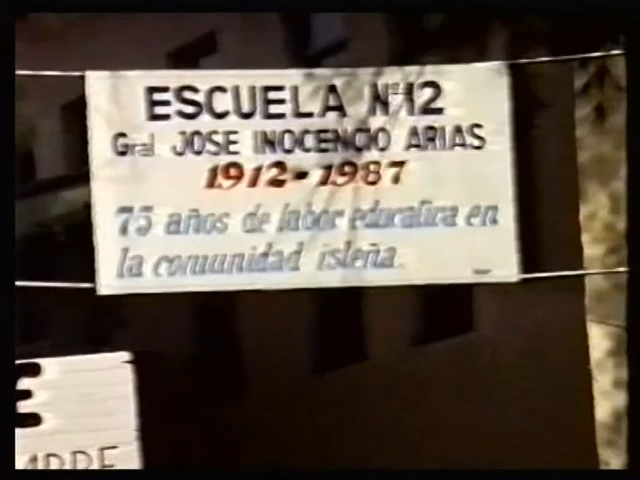 ESCUELA Nº12
Gral JOSE INOCENCIO ARIAS
1912-1987
75 años de labor educativa en
la comunidad isleña.